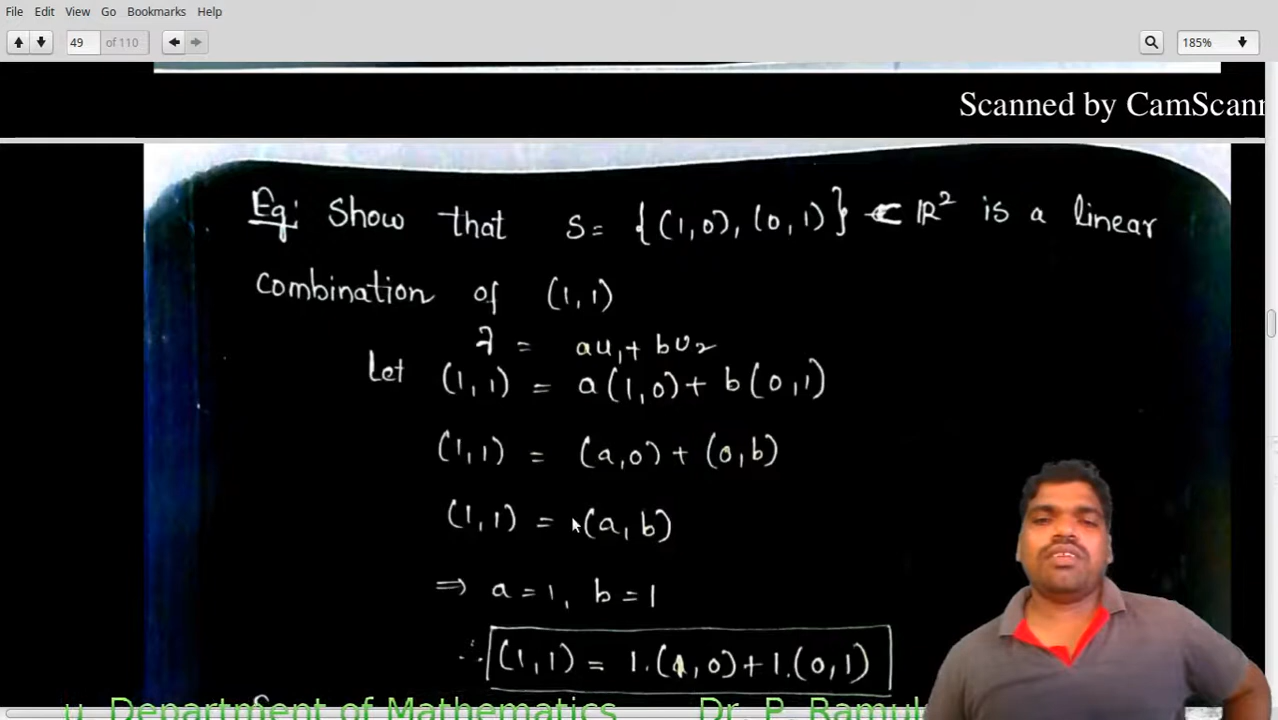 File Edit View Go Bookmarks Help
49 of 110 185%
Scanned by CamScann
Eg: Show that S = {(1,0), (0,1)} ⊂ ℝ² is a linear
combination of (1,1)
= au₁ + bv₂
Let (1,1) = a(1,0) + b(0,1)
(1,1) = (a,0) + (0,b)
(1,1) = (a,b)
⇒ a=1, b=1
∴ (1,1) = 1.(1,0)+1.(0,1)
u. Department of Mathematics Dr. P. Ramul